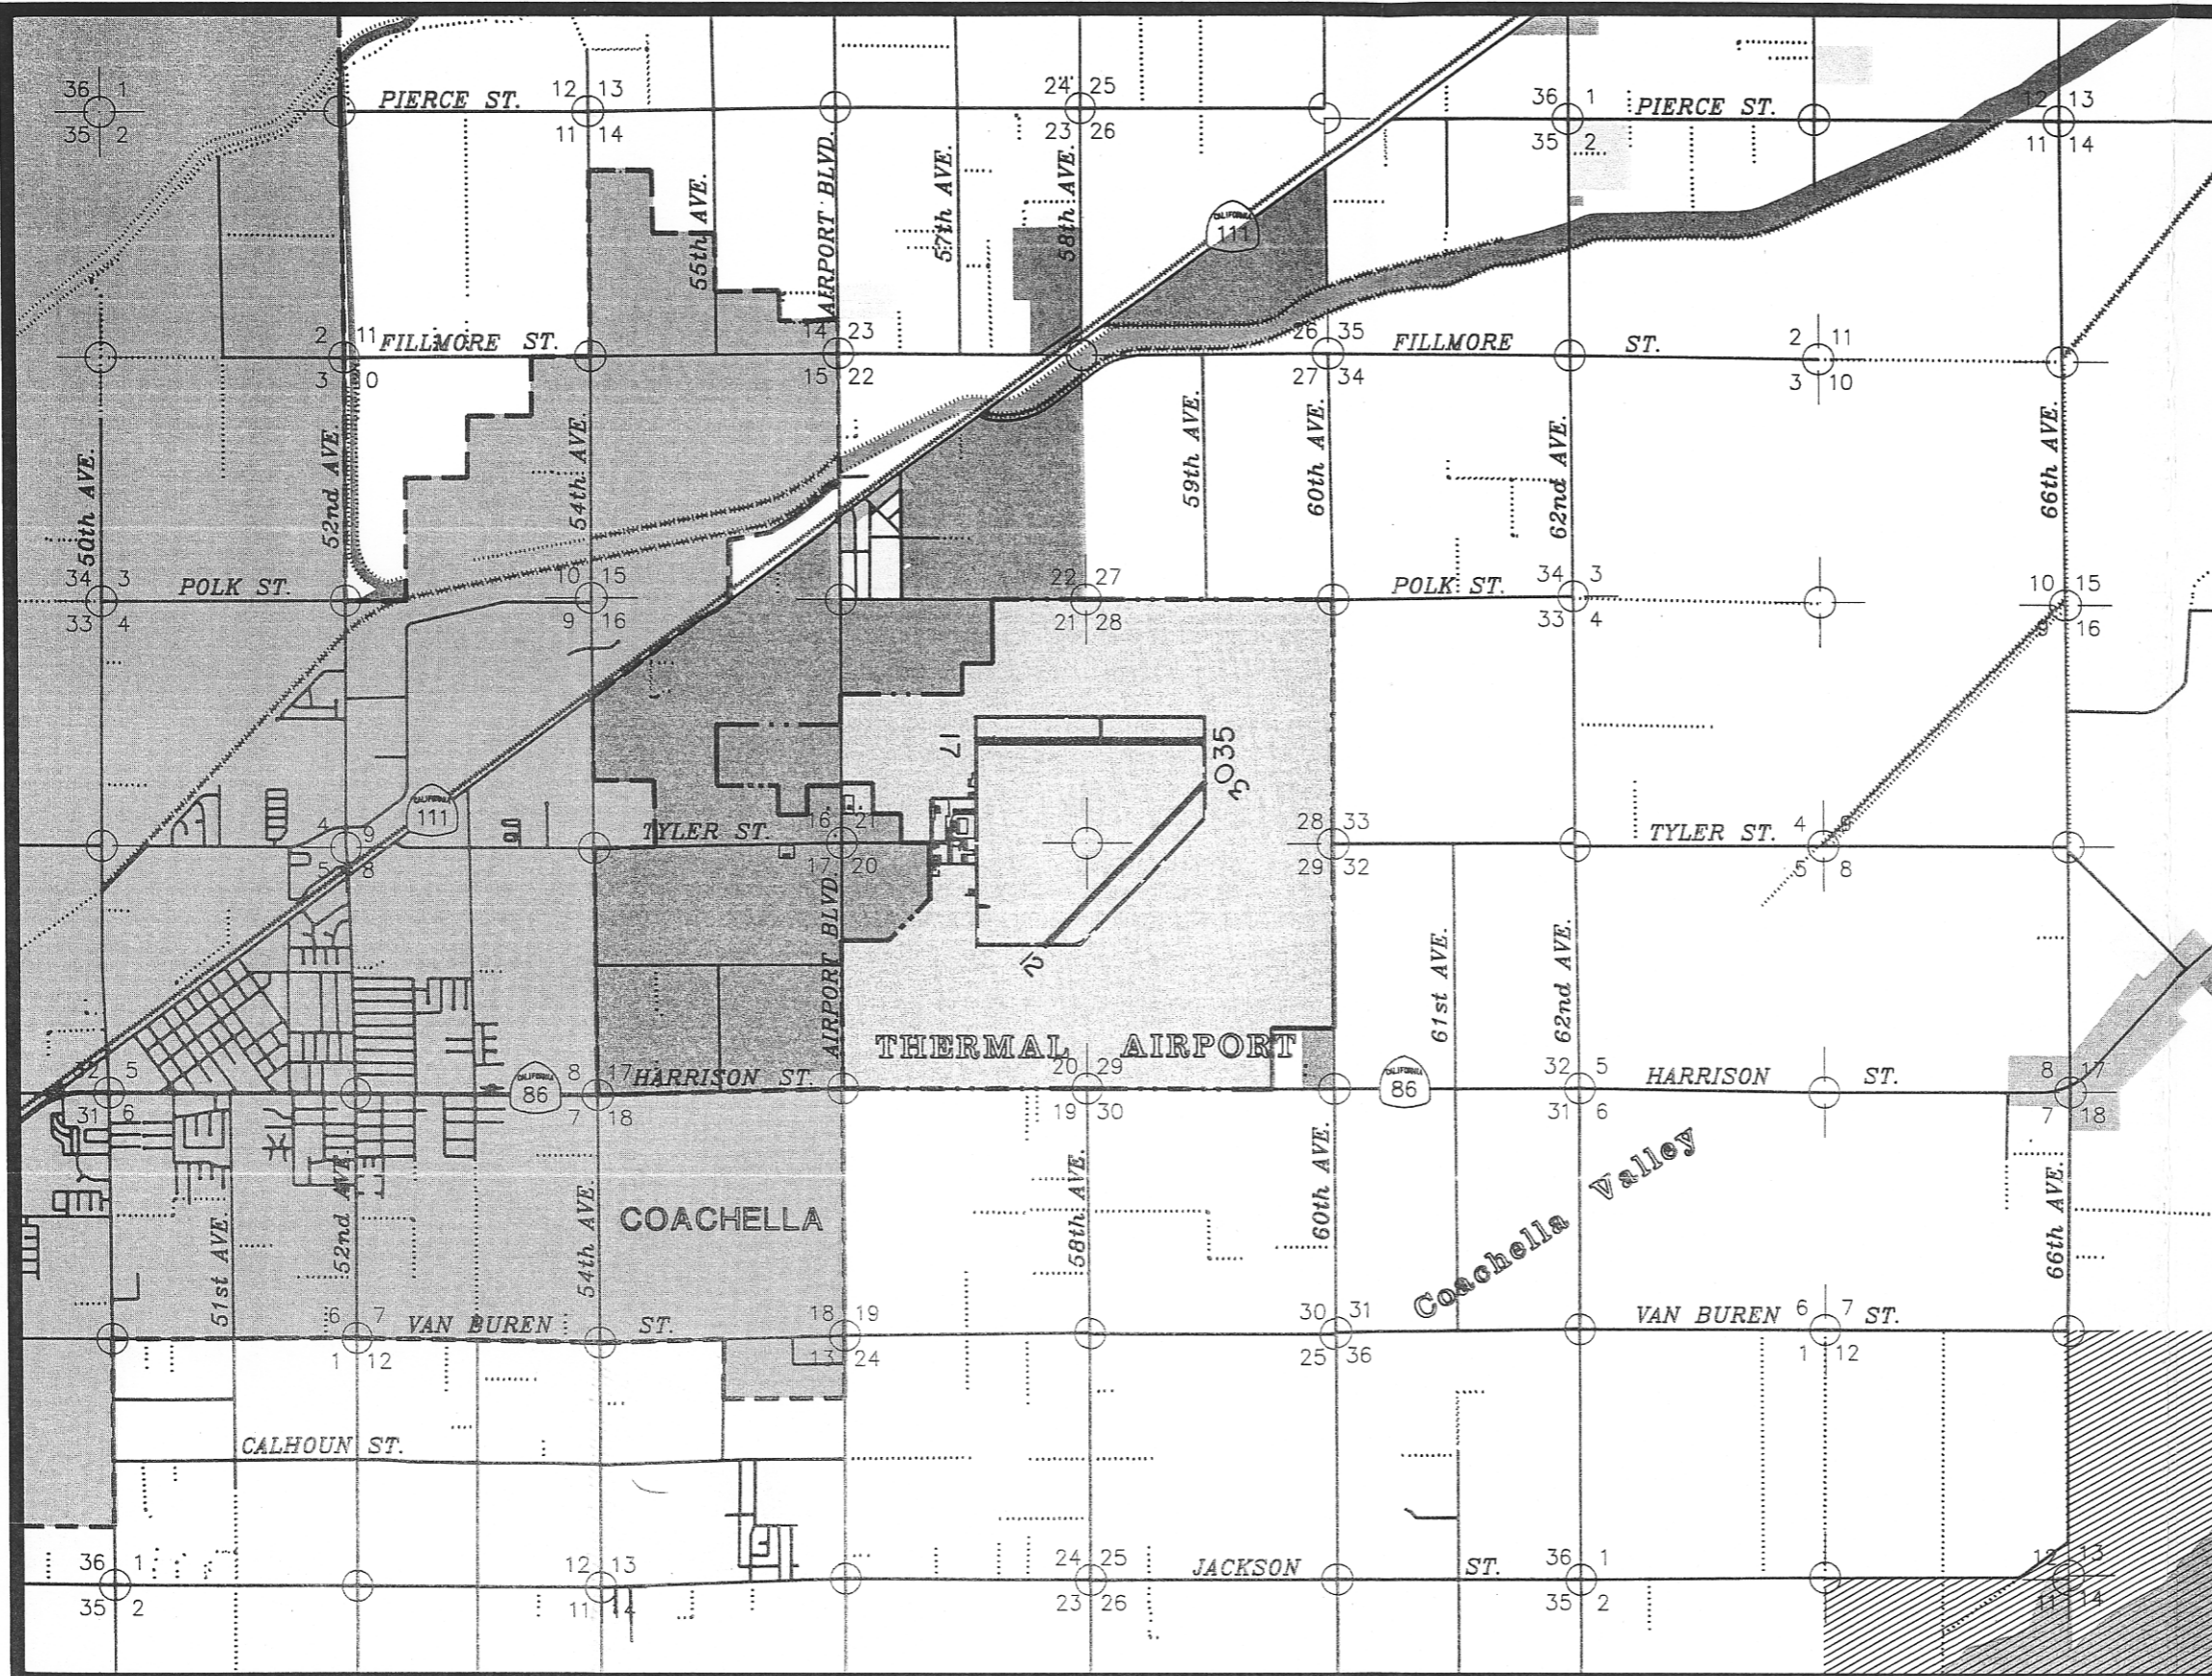 36 1
35 2
PIERCE ST.
12 13
11 14
24 25
23 26
36 1
35 2
PIERCE ST.
12 13
11 14
55th AVE.
AIRPORT BLVD.
57th AVE.
58th AVE.
CALIFORNIA
111
2 11
3
FILLMORE ST.
14 23
15 22
26 35
27 34
FILLMORE ST.
2 11
3 10
50th AVE.
52nd AVE.
54th AVE.
59th AVE.
60th AVE.
62nd AVE.
66th AVE.
34 3
33 4
POLK ST.
10 15
9 16
22 27
21 28
POLK ST.
34 3
33 4
10 15
9 16
17
35
30
12
CALIFORNIA
111
4 9
5 8
TYLER ST.
16 21
17 20
28 33
29 32
TYLER ST.
4 9
5 8
AIRPORT BLVD.
61st AVE.
62nd AVE.
THERMAL AIRPORT
5
31 6
CALIFORNIA
86
8 17
7 18
HARRISON ST.
20 29
19 30
CALIFORNIA
86
32 5
31 6
HARRISON ST.
8 17
7 18
51st AVE.
52nd AVE.
54th AVE.
COACHELLA
58th AVE.
60th AVE.
Coachella Valley
66th AVE.
6 7
1 12
VAN BUREN ST.
18 19
13 24
30 31
25 36
VAN BUREN ST.
6 7
1 12
CALHOUN ST.
36 1
35 2
12 13
11 14
24 25
23 26
JACKSON ST.
36 1
35 2
12 13
11 14